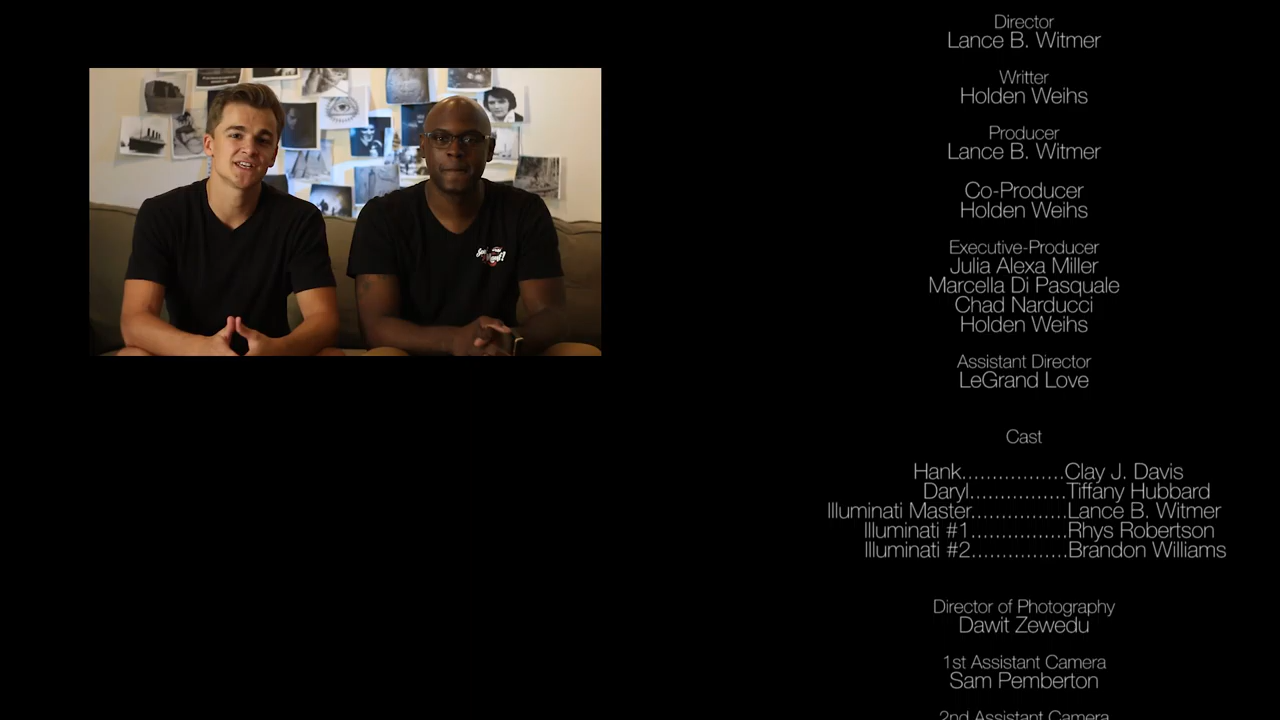 Director
Lance B. Witmer
Writter
Holden Weihs
Producer
Lance B. Witmer
Co-Producer
Holden Weihs
Executive-Producer
Julia Alexa Miller
Marcella Di Pasquale
Chad Narducci
Holden Weihs
Assistant Director
LeGrand Love
Cast
Hank.................Clay J. Davis
Daryl................Tiffany Hubbard
Illuminati Master................Lance B. Witmer
Illuminati #1................Rhys Robertson
Illuminati #2................Brandon Williams
Director of Photography
Dawit Zewedu
1st Assistant Camera
Sam Pemberton
2nd Assistant Camera